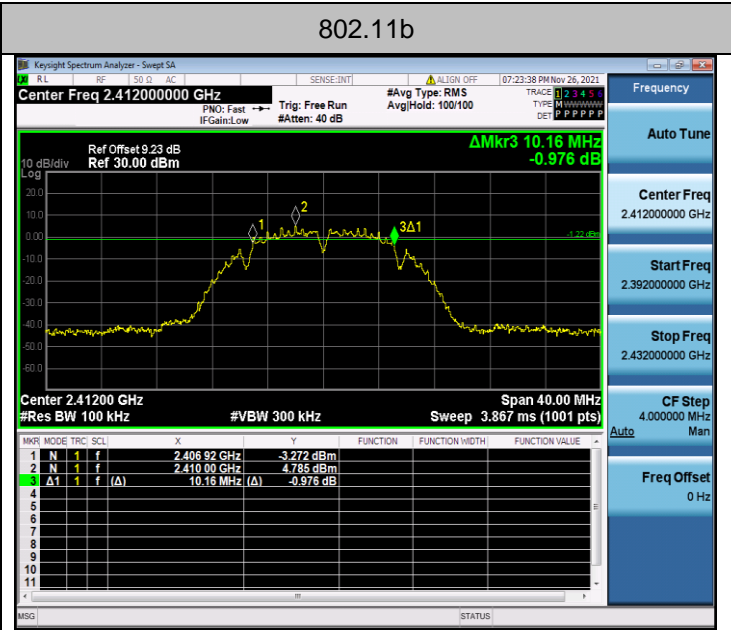 802.11b
Keysight Spectrum Analyzer - Swept SA
RL RF 50 Ω AC SENSE:INT ALIGN OFF 07:23:38 PM Nov 26, 2021
Center Freq 2.412000000 GHz
PNO: Fast
IFGain:Low
Trig: Free Run
#Atten: 40 dB
#Avg Type: RMS
Avg|Hold: 100/100
TRACE 1 2 3 4 5 6
TYPE M WWWWW
DET P P P P P P
Ref Offset 9.23 dB
Ref 30.00 dBm
10 dB/div
Log
ΔMkr3 10.16 MHz
-0.976 dB
20.0
10.0
0.00
-10.0
-20.0
-30.0
-40.0
-50.0
-60.0
1
2
3Δ1
-1.22 dBm
Center 2.41200 GHz Span 40.00 MHz
#Res BW 100 kHz #VBW 300 kHz Sweep 3.867 ms (1001 pts)
MKR MODE TRC SCL X Y FUNCTION FUNCTION WIDTH FUNCTION VALUE
1 N 1 f 2.406 92 GHz -3.272 dBm
2 N 1 f 2.410 00 GHz 4.785 dBm
3 Δ1 1 f (Δ) 10.16 MHz (Δ) -0.976 dB
4
5
6
7
8
9
10
11
MSG STATUS
Frequency
Auto Tune
Center Freq
2.412000000 GHz
Start Freq
2.392000000 GHz
Stop Freq
2.432000000 GHz
CF Step
4.000000 MHz
Auto Man
Freq Offset
0 Hz